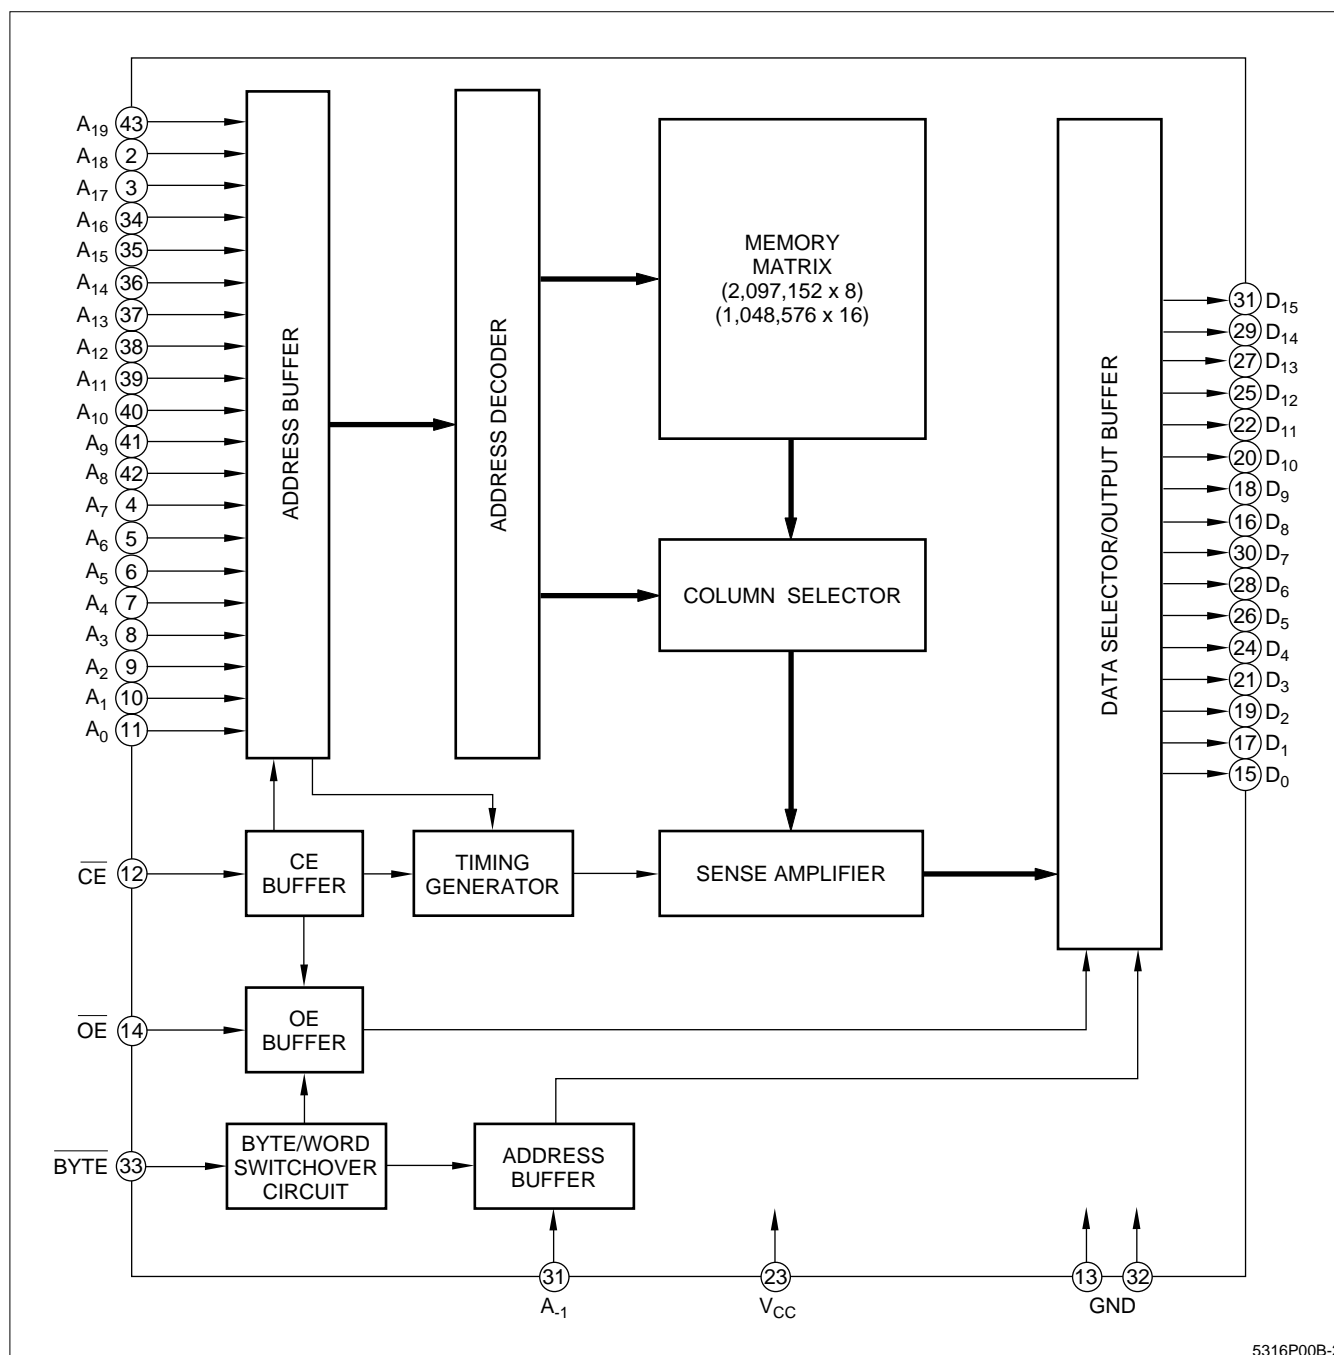 A19 43
A18 2
A17 3
A16 34
A15 35
A14 36
A13 37
A12 38
A11 39
A10 40
A9 41
A8 42
A7 4
A6 5
A5 6
A4 7
A3 8
A2 9
A1 10
A0 11
ADDRESS BUFFER
ADDRESS DECODER
MEMORY
MATRIX
(2,097,152 x 8)
(1,048,576 x 16)
COLUMN SELECTOR
DATA SELECTOR/OUTPUT BUFFER
31 D15
29 D14
27 D13
25 D12
22 D11
20 D10
18 D9
16 D8
30 D7
28 D6
26 D5
24 D4
21 D3
19 D2
17 D1
15 D0
CE 12
CE
BUFFER
TIMING
GENERATOR
SENSE AMPLIFIER
OE 14
OE
BUFFER
BYTE 33
BYTE/WORD
SWITCHOVER
CIRCUIT
ADDRESS
BUFFER
31
A-1
23
VCC
13 32
GND